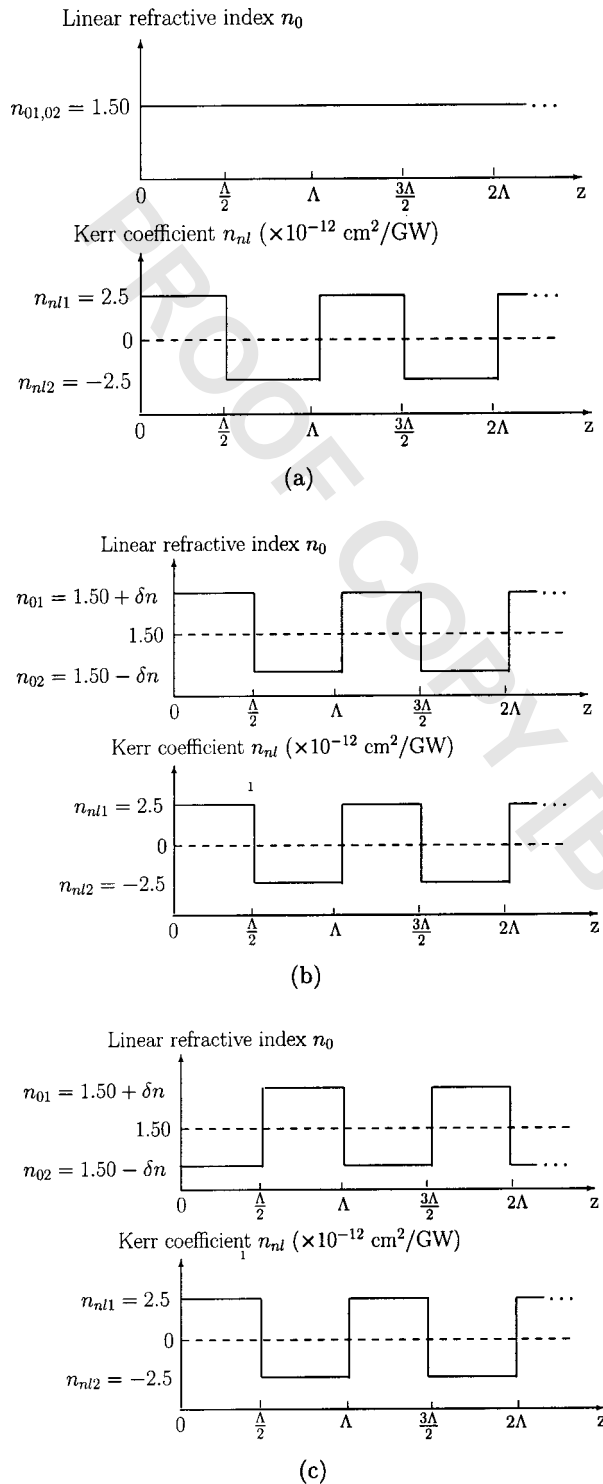 Linear refractive index n₀
n₀₁,₀₂ = 1.50
0 Λ/2 Λ 3Λ/2 2Λ z
Kerr coefficient nₙₗ (×10⁻¹² cm²/GW)
nₙₗ₁ = 2.5
0
nₙₗ₂ = −2.5
0 Λ/2 Λ 3Λ/2 2Λ z
(a)
Linear refractive index n₀
n₀₁ = 1.50 + δn
1.50
n₀₂ = 1.50 − δn
0 Λ/2 Λ 3Λ/2 2Λ z
Kerr coefficient nₙₗ (×10⁻¹² cm²/GW)
1
nₙₗ₁ = 2.5
0
nₙₗ₂ = −2.5
0 Λ/2 Λ 3Λ/2 2Λ z
(b)
Linear refractive index n₀
n₀₁ = 1.50 + δn
1.50
n₀₂ = 1.50 − δn
0 Λ/2 Λ 3Λ/2 2Λ z
Kerr coefficient nₙₗ (×10⁻¹² cm²/GW)
1
nₙₗ₁ = 2.5
0
nₙₗ₂ = −2.5
0 Λ/2 Λ 3Λ/2 2Λ z
(c)
PROOF COPY [B